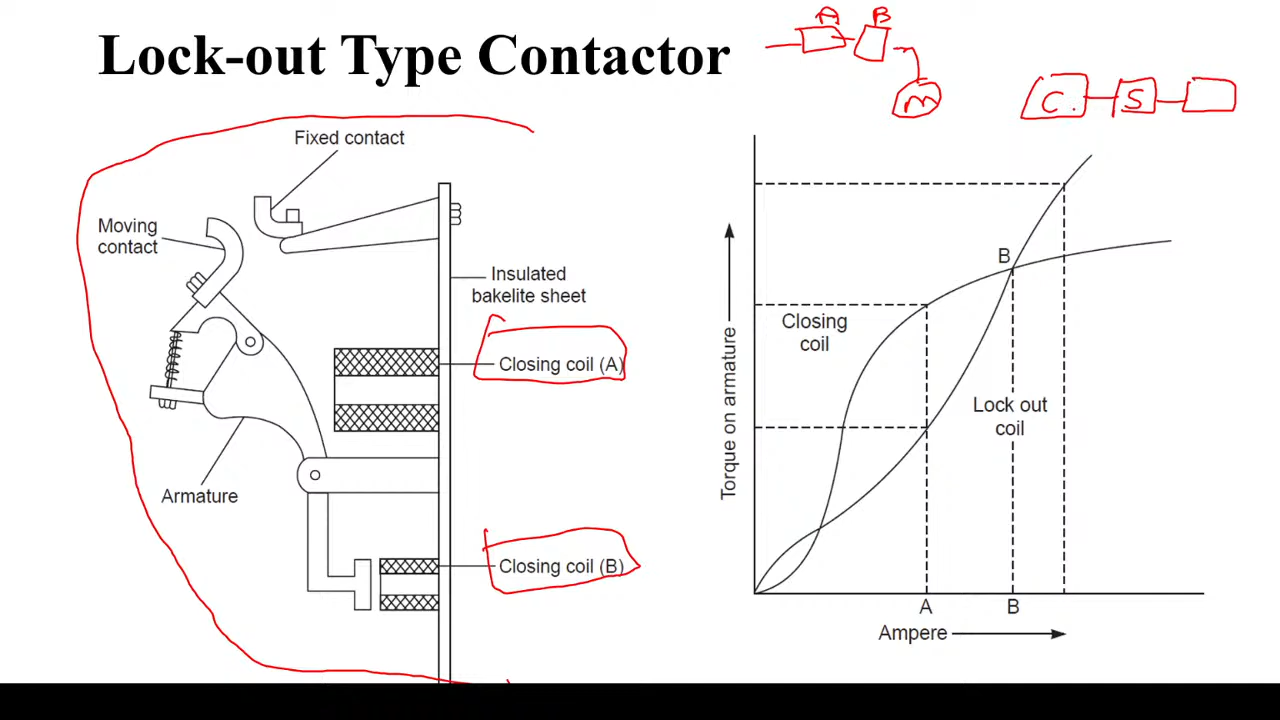 Lock-out Type Contactor
A B
M
C S
Fixed contact
Moving
contact
Insulated
bakelite sheet
Closing coil (A)
Armature
Closing coil (B)
B
Closing
coil
Lock out
coil
Torque on armature
A B
Ampere